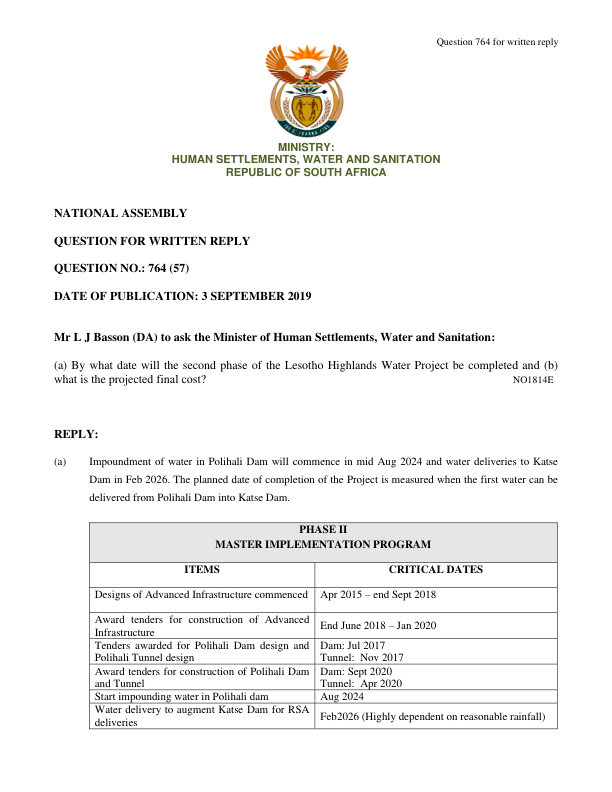 Question 764 for written reply
MINISTRY:
HUMAN SETTLEMENTS, WATER AND SANITATION
REPUBLIC OF SOUTH AFRICA
NATIONAL ASSEMBLY
QUESTION FOR WRITTEN REPLY
QUESTION NO.: 764 (57)
DATE OF PUBLICATION: 3 SEPTEMBER 2019
Mr L J Basson (DA) to ask the Minister of Human Settlements, Water and Sanitation:
(a) By what date will the second phase of the Lesotho Highlands Water Project be completed and (b)
what is the projected final cost? NO1814E
REPLY:
(a) Impoundment of water in Polihali Dam will commence in mid Aug 2024 and water deliveries to Katse
Dam in Feb 2026. The planned date of completion of the Project is measured when the first water can be
delivered from Polihali Dam into Katse Dam.
PHASE II
MASTER IMPLEMENTATION PROGRAM
ITEMS CRITICAL DATES
Designs of Advanced Infrastructure commenced Apr 2015 – end Sept 2018
Award tenders for construction of Advanced
Infrastructure
End June 2018 – Jan 2020
Tenders awarded for Polihali Dam design and
Polihali Tunnel design
Dam: Jul 2017
Tunnel: Nov 2017
Award tenders for construction of Polihali Dam
and Tunnel
Dam: Sept 2020
Tunnel: Apr 2020
Start impounding water in Polihali dam Aug 2024
Water delivery to augment Katse Dam for RSA
deliveries
Feb2026 (Highly dependent on reasonable rainfall)